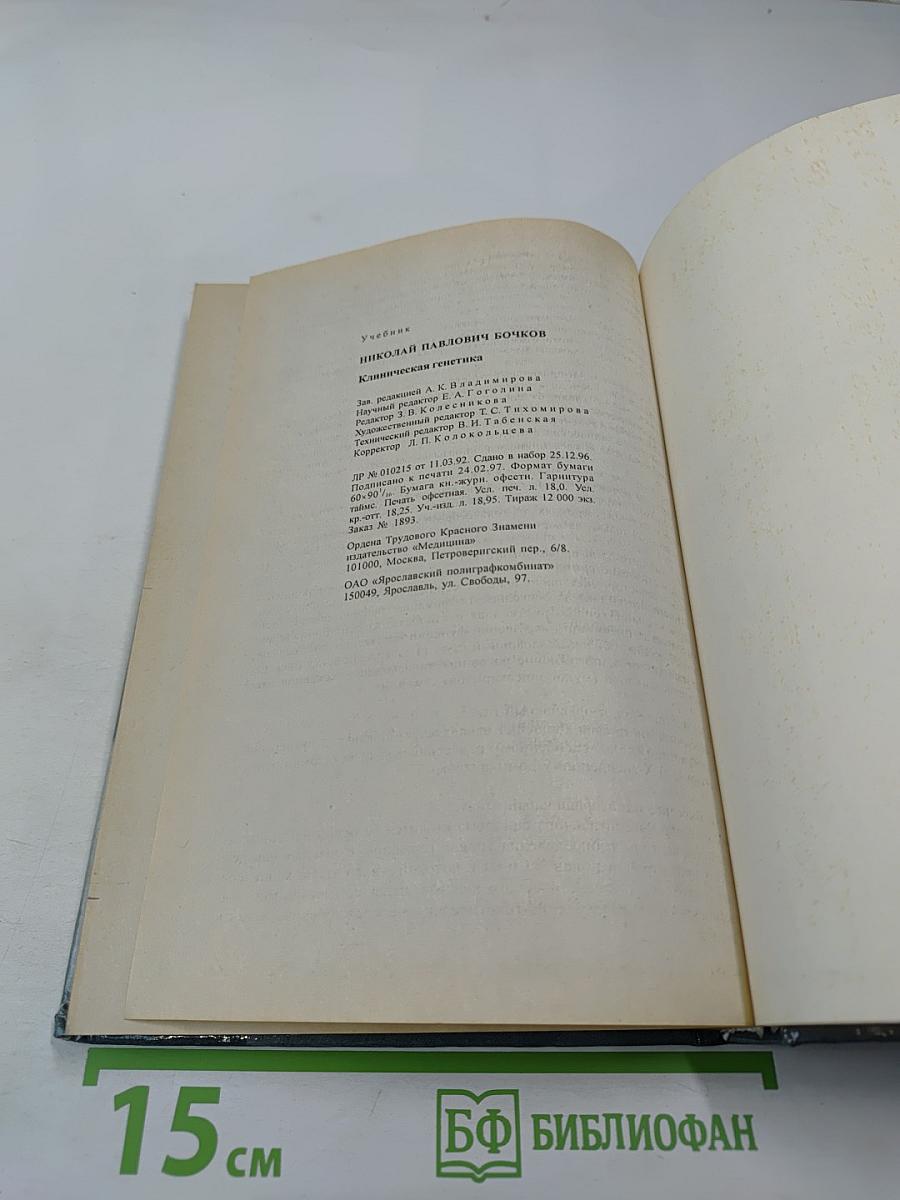 Учебник
НИКОЛАЙ ПАВЛОВИЧ БОЧКОВ
Клиническая генетика
Зав. редакцией А. К. Владимирова
Научный редактор Е. А. Гоголина
Редактор З. В. Колесникова
Художественный редактор Т. С. Тихомирова
Технический редактор В. И. Табенская
Корректор Л. П. Колокольцева
ЛР № 010215 от 11.03.92. Сдано в набор 25.12.96.
Подписано к печати 24.02.97. Формат бумаги
60×90 1/16. Бумага кн.-журн. офсетн. Гарнитура
таймс. Печать офсетная. Усл. печ. л. 18,0. Усл.
кр.-отт. 18,25. Уч.-изд. л. 18,95. Тираж 12 000 экз.
Заказ № 1893.
Ордена Трудового Красного Знамени
издательство «Медицина»
101000, Москва, Петроверигский пер., 6/8.
ОАО «Ярославский полиграфкомбинат»
150049, Ярославль, ул. Свободы, 97.
15 см
БФ БИБЛИОФАН